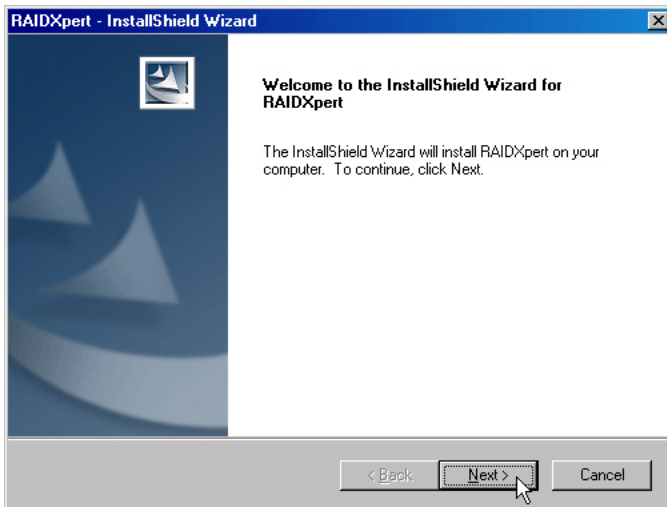 RAIDXpert - InstallShield Wizard
Welcome to the InstallShield Wizard for
RAIDXpert
The InstallShield Wizard will install RAIDXpert on your
computer. To continue, click Next.
< Back
Next >
Cancel